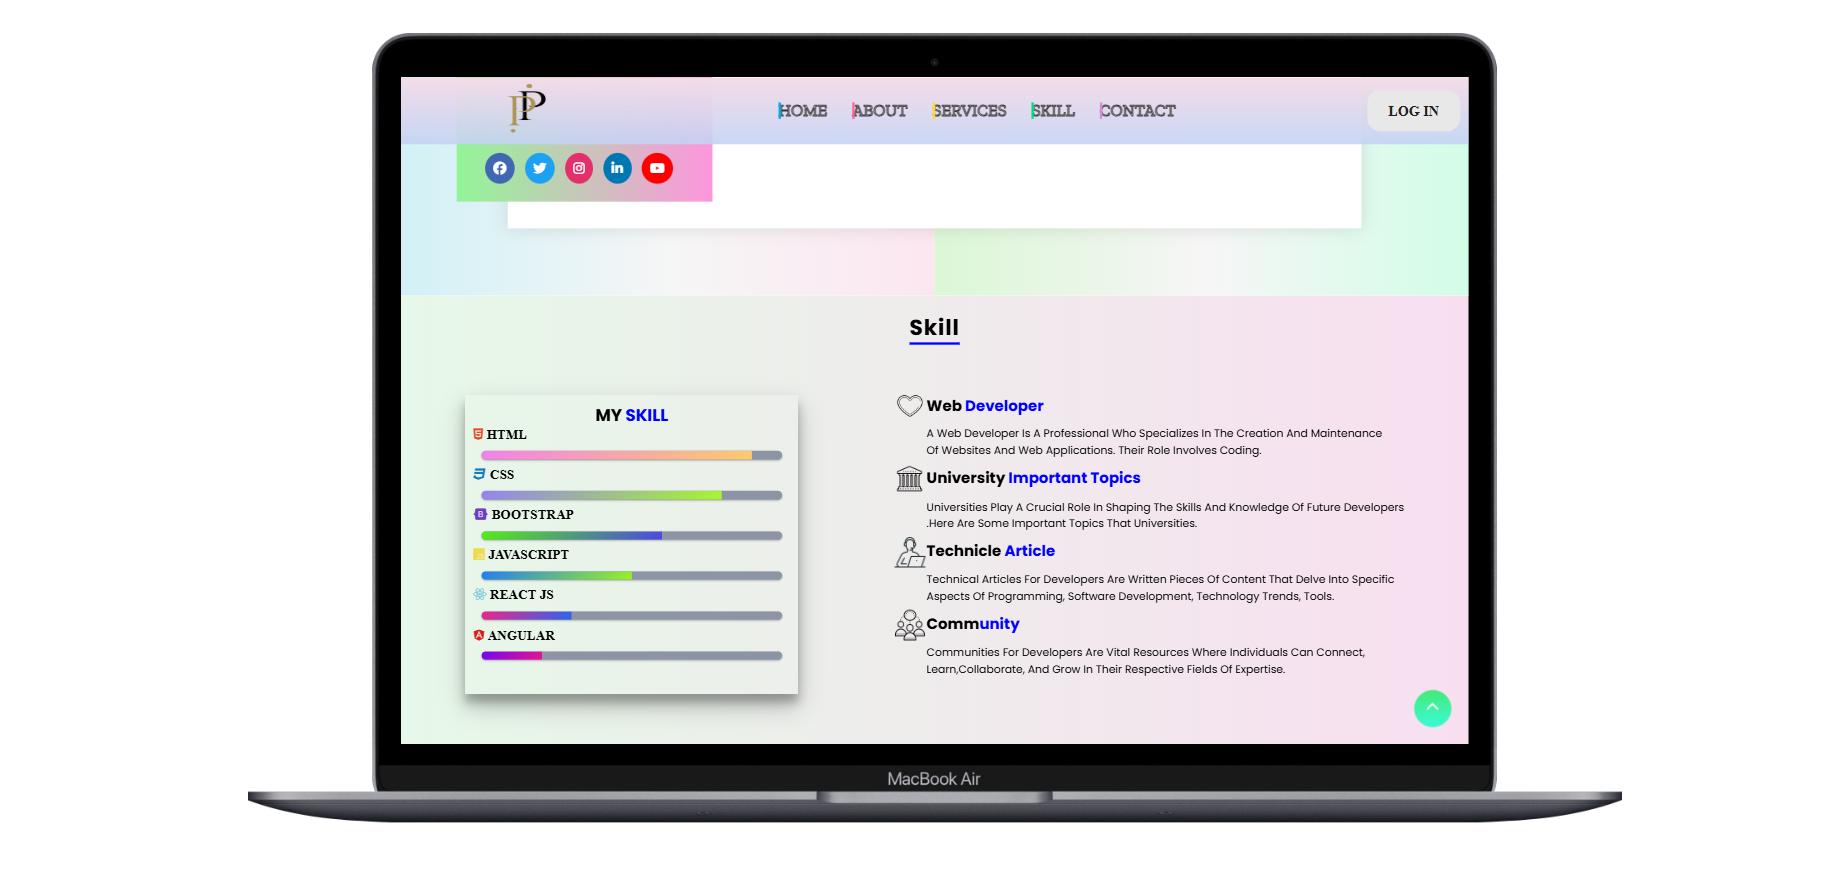 HOME ABOUT SERVICES SKILL CONTACT LOG IN
Skill
MY SKILL
HTML
CSS
BOOTSTRAP
JAVASCRIPT
REACT JS
ANGULAR
Web Developer
A Web Developer Is A Professional Who Specializes In The Creation And Maintenance
Of Websites And Web Applications. Their Role Involves Coding.
University Important Topics
Universities Play A Crucial Role In Shaping The Skills And Knowledge Of Future Developers
.Here Are Some Important Topics That Universities.
Technicle Article
Technical Articles For Developers Are Written Pieces Of Content That Delve Into Specific
Aspects Of Programming, Software Development, Technology Trends, Tools.
Community
Communities For Developers Are Vital Resources Where Individuals Can Connect,
Learn,Collaborate, And Grow In Their Respective Fields Of Expertise.
MacBook Air